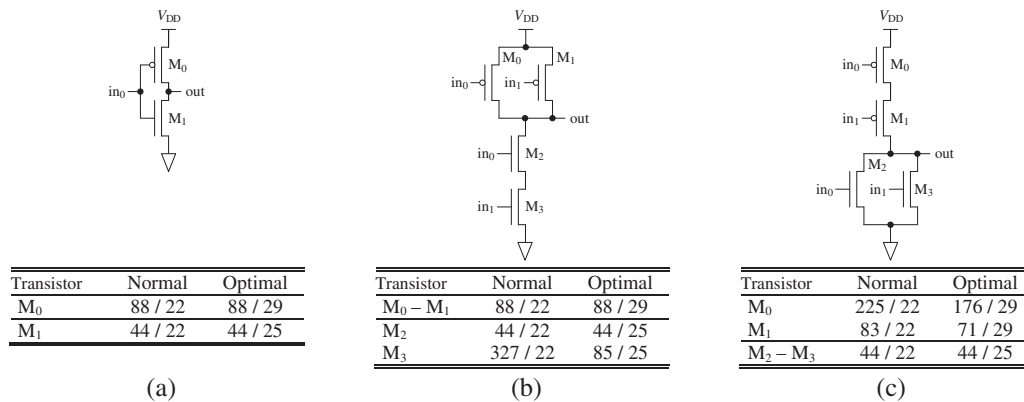 V_DD
M_0
in_0
out
M_1
Transistor Normal Optimal
M_0 88 / 22 88 / 29
M_1 44 / 22 44 / 25
(a)
V_DD
M_0 M_1
in_0 in_1
out
in_0 M_2
in_1 M_3
Transistor Normal Optimal
M_0 – M_1 88 / 22 88 / 29
M_2 44 / 22 44 / 25
M_3 327 / 22 85 / 25
(b)
V_DD
in_0 M_0
in_1 M_1
out
M_2
in_0 in_1 M_3
Transistor Normal Optimal
M_0 225 / 22 176 / 29
M_1 83 / 22 71 / 29
M_2 – M_3 44 / 22 44 / 25
(c)